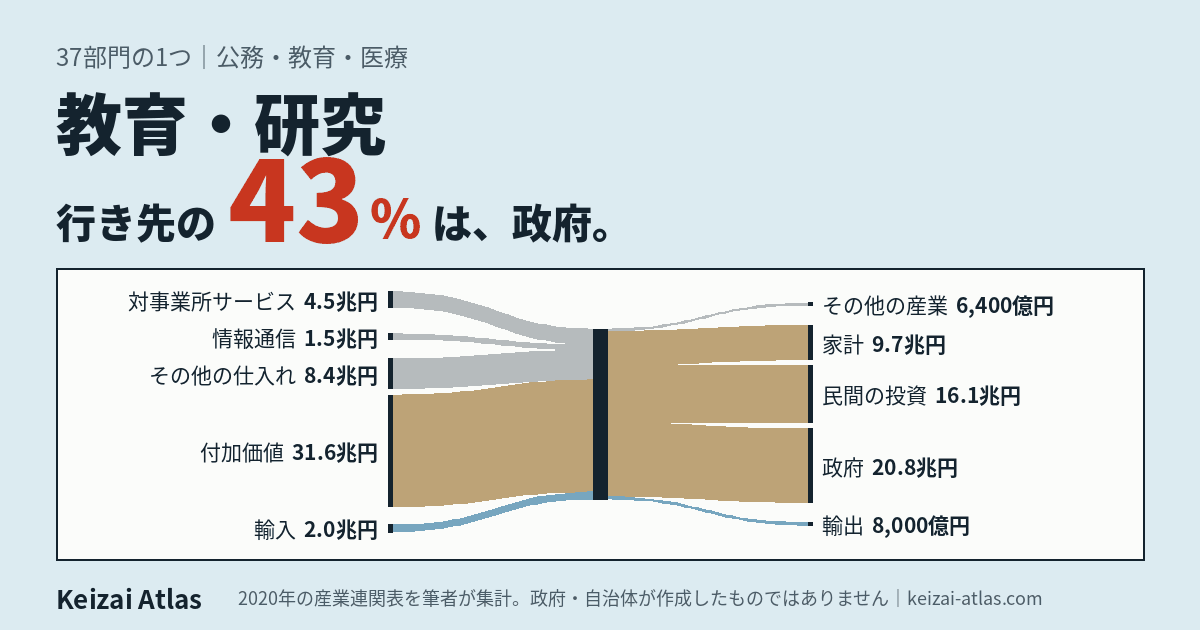 37部門の1つ｜公務・教育・医療
教育・研究
行き先の 43% は、政府。
対事業所サービス 4.5兆円
情報通信 1.5兆円
その他の仕入れ 8.4兆円
付加価値 31.6兆円
輸入 2.0兆円
その他の産業 6,400億円
家計 9.7兆円
民間の投資 16.1兆円
政府 20.8兆円
輸出 8,000億円
Keizai Atlas
2020年の産業連関表を筆者が集計。政府・自治体が作成したものではありません｜keizai-atlas.com